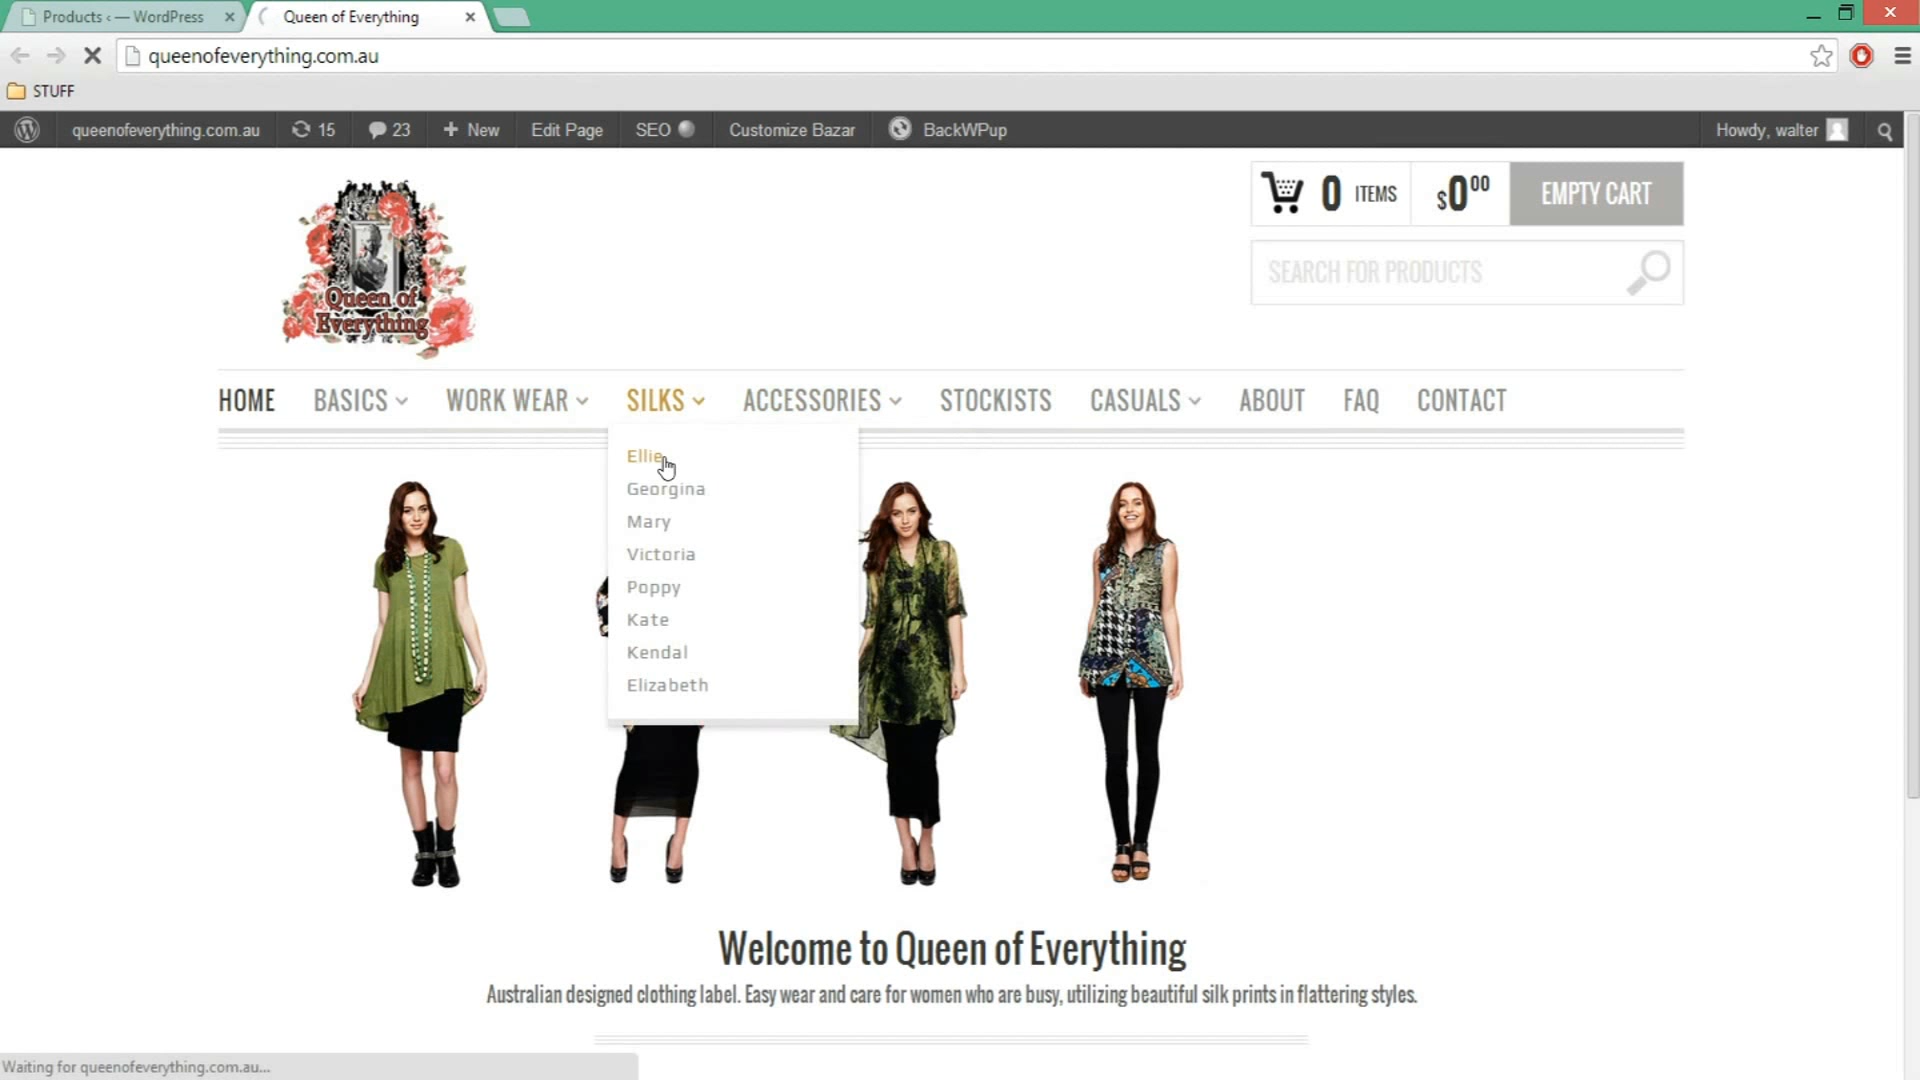 Products ‹ — WordPress
Queen of Everything
queenofeverything.com.au
STUFF
queenofeverything.com.au 15 23 + New Edit Page SEO Customize Bazar BackWPup Howdy, walter
0 ITEMS $0.00 EMPTY CART
SEARCH FOR PRODUCTS
Queen of
Everything
HOME BASICS WORK WEAR SILKS ACCESSORIES STOCKISTS CASUALS ABOUT FAQ CONTACT
Ellie
Georgina
Mary
Victoria
Poppy
Kate
Kendal
Elizabeth
Welcome to Queen of Everything
Australian designed clothing label. Easy wear and care for women who are busy, utilizing beautiful silk prints in flattering styles.
Waiting for queenofeverything.com.au...